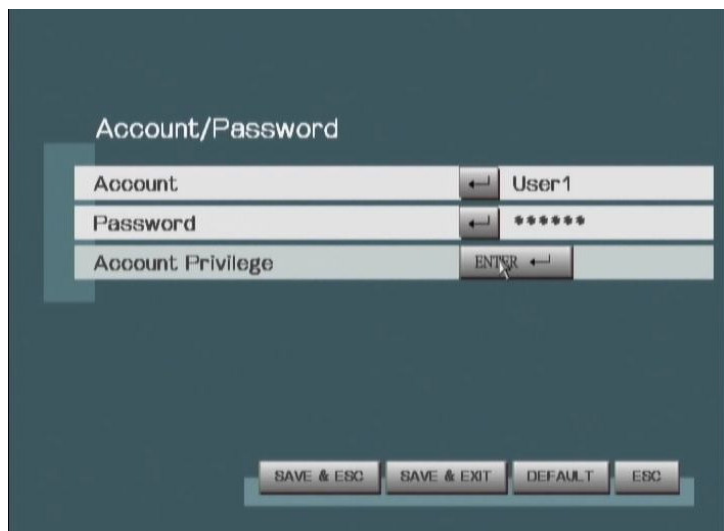 Account/Password
Account User1
Password ******
Account Privilege ENTER
SAVE & ESC SAVE & EXIT DEFAULT ESC